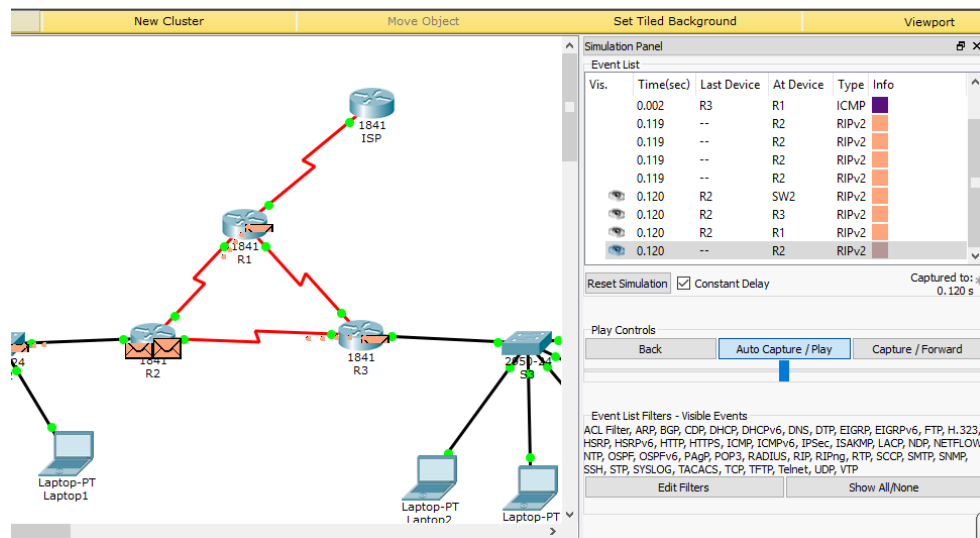 New Cluster Move Object Set Tiled Background Viewport
1841
ISP
1841
R1
1841
R2
1841
R3
24
2950-24
S3
Laptop-PT
Laptop1
Laptop-PT
Laptop2
Laptop-PT
Simulation Panel
Event List
Vis. Time(sec) Last Device At Device Type Info
0.002 R3 R1 ICMP
0.119 -- R2 RIPv2
0.119 -- R2 RIPv2
0.119 -- R2 RIPv2
0.119 -- R2 RIPv2
0.120 R2 SW2 RIPv2
0.120 R2 R3 RIPv2
0.120 R2 R1 RIPv2
0.120 -- R2 RIPv2
Reset Simulation Constant Delay Captured to:
0.120 s
Play Controls
Back Auto Capture / Play Capture / Forward
Event List Filters - Visible Events
ACL Filter, ARP, BGP, CDP, DHCP, DHCPv6, DNS, DTP, EIGRP, EIGRPv6, FTP, H.323,
HSRP, HSRPv6, HTTP, HTTPS, ICMP, ICMPv6, IPSec, ISAKMP, LACP, NDP, NETFLOW
NTP, OSPF, OSPFv6, PAgP, POP3, RADIUS, RIP, RIPng, RTP, SCCP, SMTP, SNMP,
SSH, STP, SYSLOG, TACACS, TCP, TFTP, Telnet, UDP, VTP
Edit Filters Show All/None